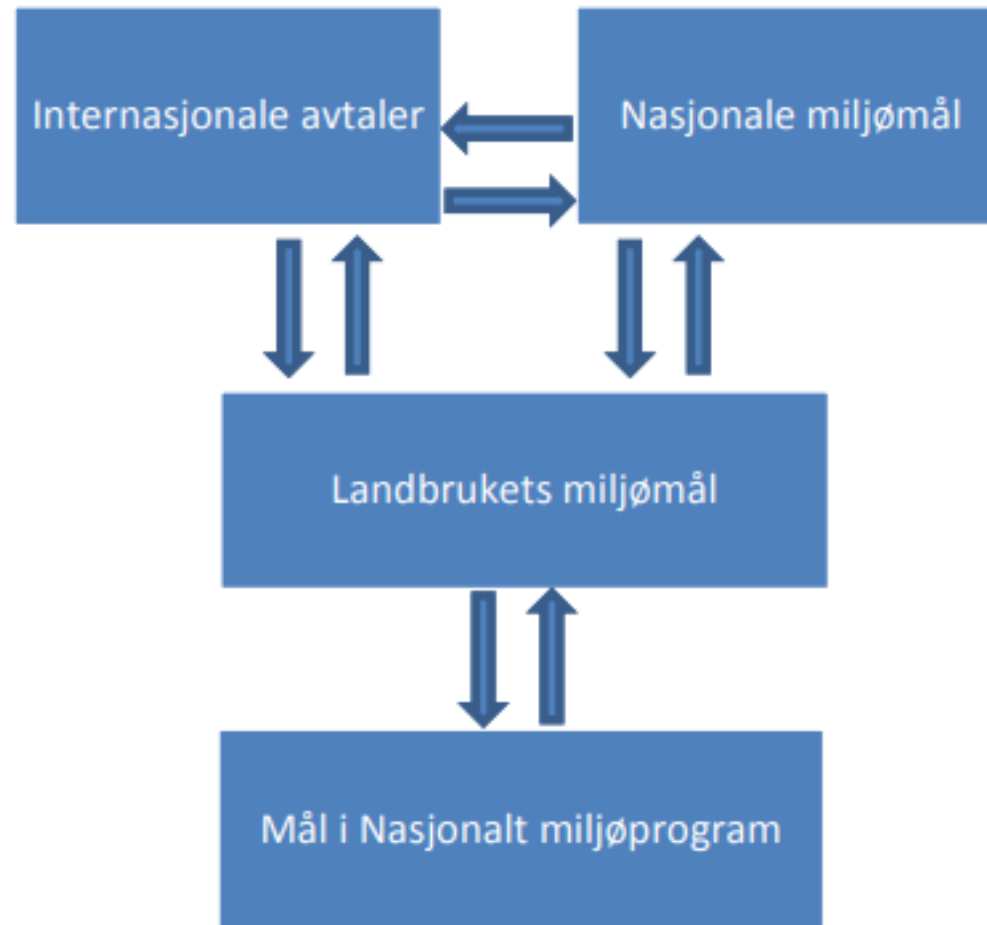 Internasjonale avtaler
Nasjonale miljømål
Landbrukets miljømål
Mål i Nasjonalt miljøprogram